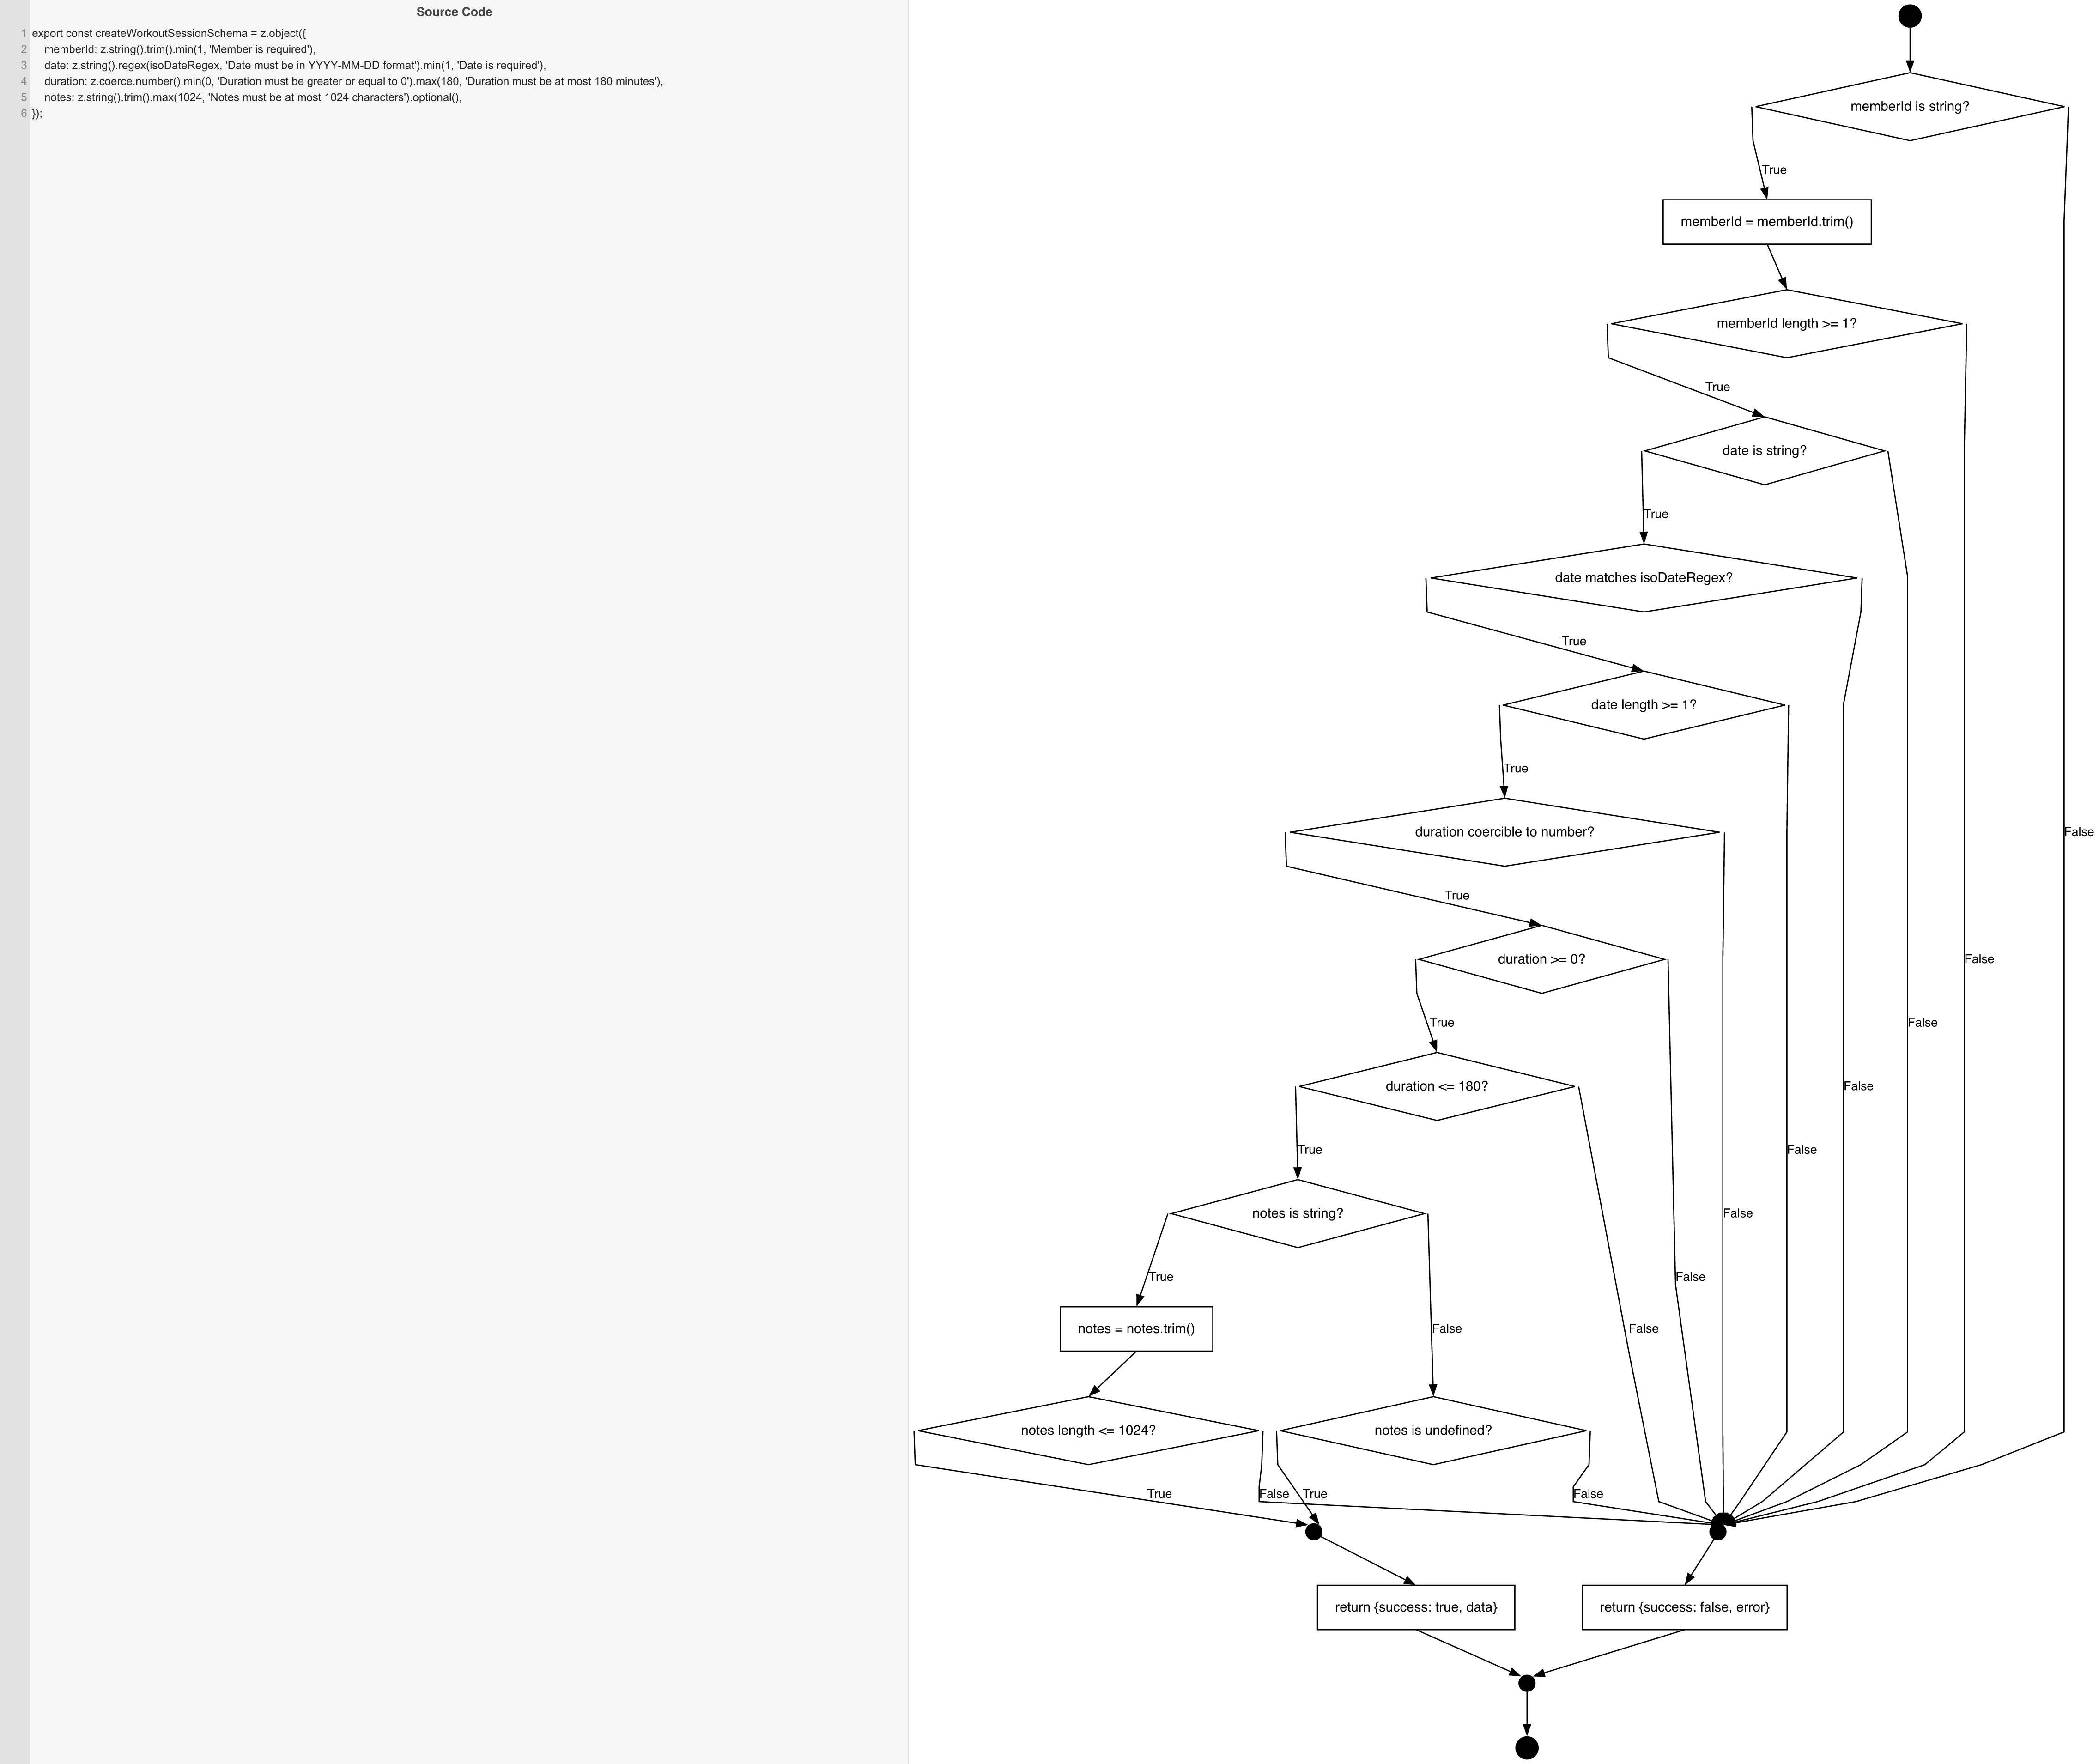 Source Code
1 export const createWorkoutSessionSchema = z.object({
2 memberId: z.string().trim().min(1, 'Member is required'),
3 date: z.string().regex(isoDateRegex, 'Date must be in YYYY-MM-DD format').min(1, 'Date is required'),
4 duration: z.coerce.number().min(0, 'Duration must be greater or equal to 0').max(180, 'Duration must be at most 180 minutes'),
5 notes: z.string().trim().max(1024, 'Notes must be at most 1024 characters').optional(),
6 });
memberId is string?
True
memberId = memberId.trim()
memberId length >= 1?
True
date is string?
True
date matches isoDateRegex?
True
date length >= 1?
True
duration coercible to number?
False
True
duration >= 0?
False
True
False
duration <= 180?
False
True
False
notes is string?
False
True
False
notes = notes.trim()
False
False
notes length <= 1024?
notes is undefined?
True
False
True
False
return {success: true, data}
return {success: false, error}